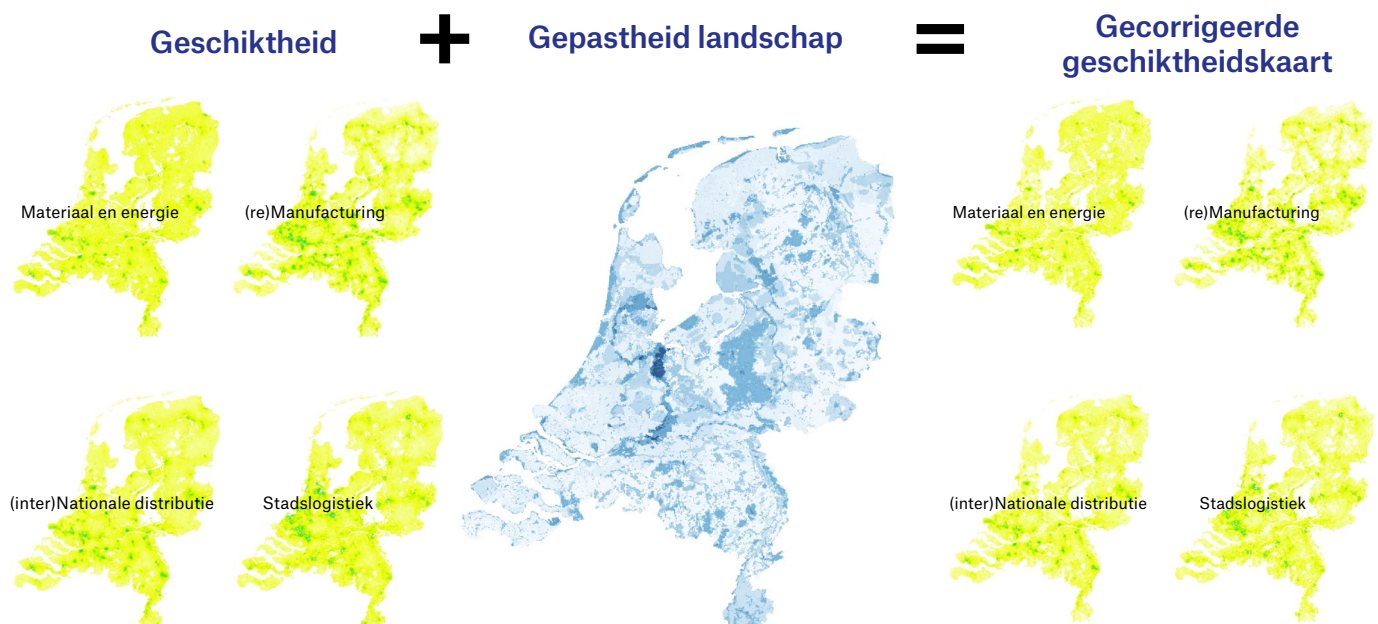 Geschiktheid
+
Gepastheid landschap
=
Gecorrigeerde
geschiktheidskaart
Materiaal en energie
(re)Manufacturing
(inter)Nationale distributie
Stadslogistiek
Materiaal en energie
(re)Manufacturing
(inter)Nationale distributie
Stadslogistiek